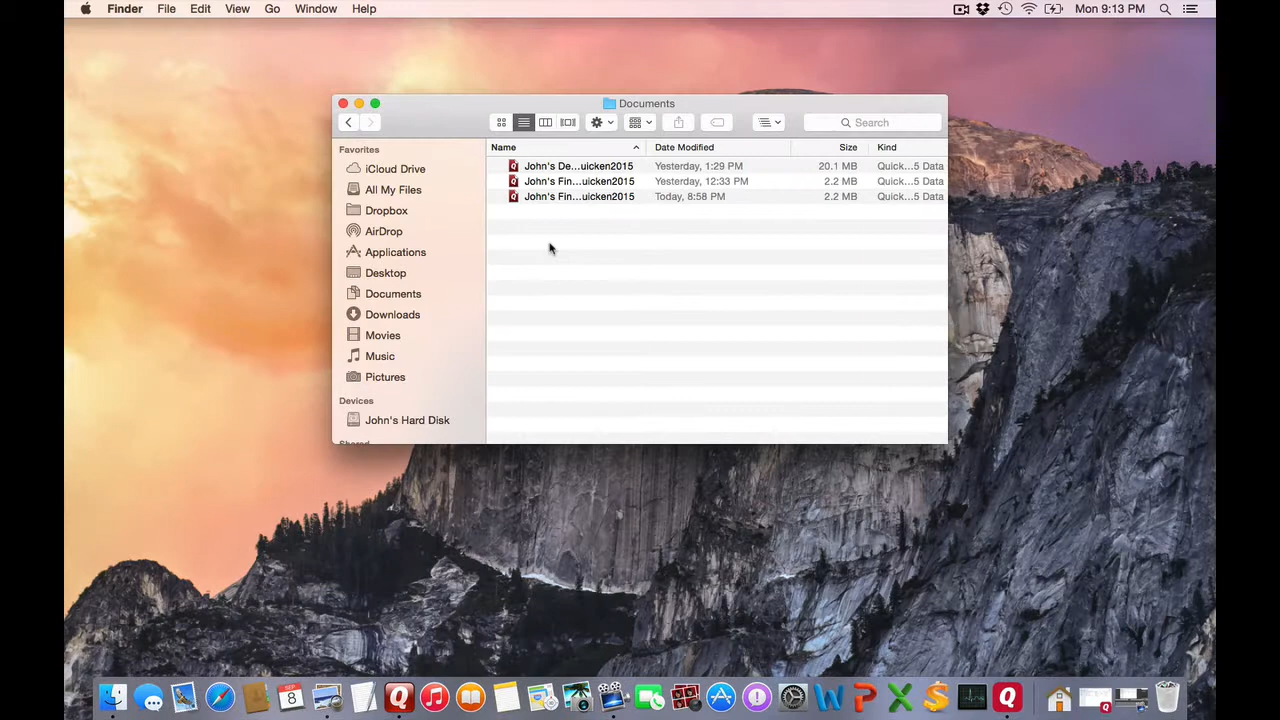 Finder File Edit View Go Window Help Mon 9:13 PM
Documents
Search
Favorites
iCloud Drive
All My Files
Dropbox
AirDrop
Applications
Desktop
Documents
Downloads
Movies
Music
Pictures
Devices
John's Hard Disk
Shared
Name Date Modified Size Kind
John's De...uicken2015 Yesterday, 1:29 PM 20.1 MB Quick...5 Data
John's Fin...uicken2015 Yesterday, 12:33 PM 2.2 MB Quick...5 Data
John's Fin...uicken2015 Today, 8:58 PM 2.2 MB Quick...5 Data
SEP
8